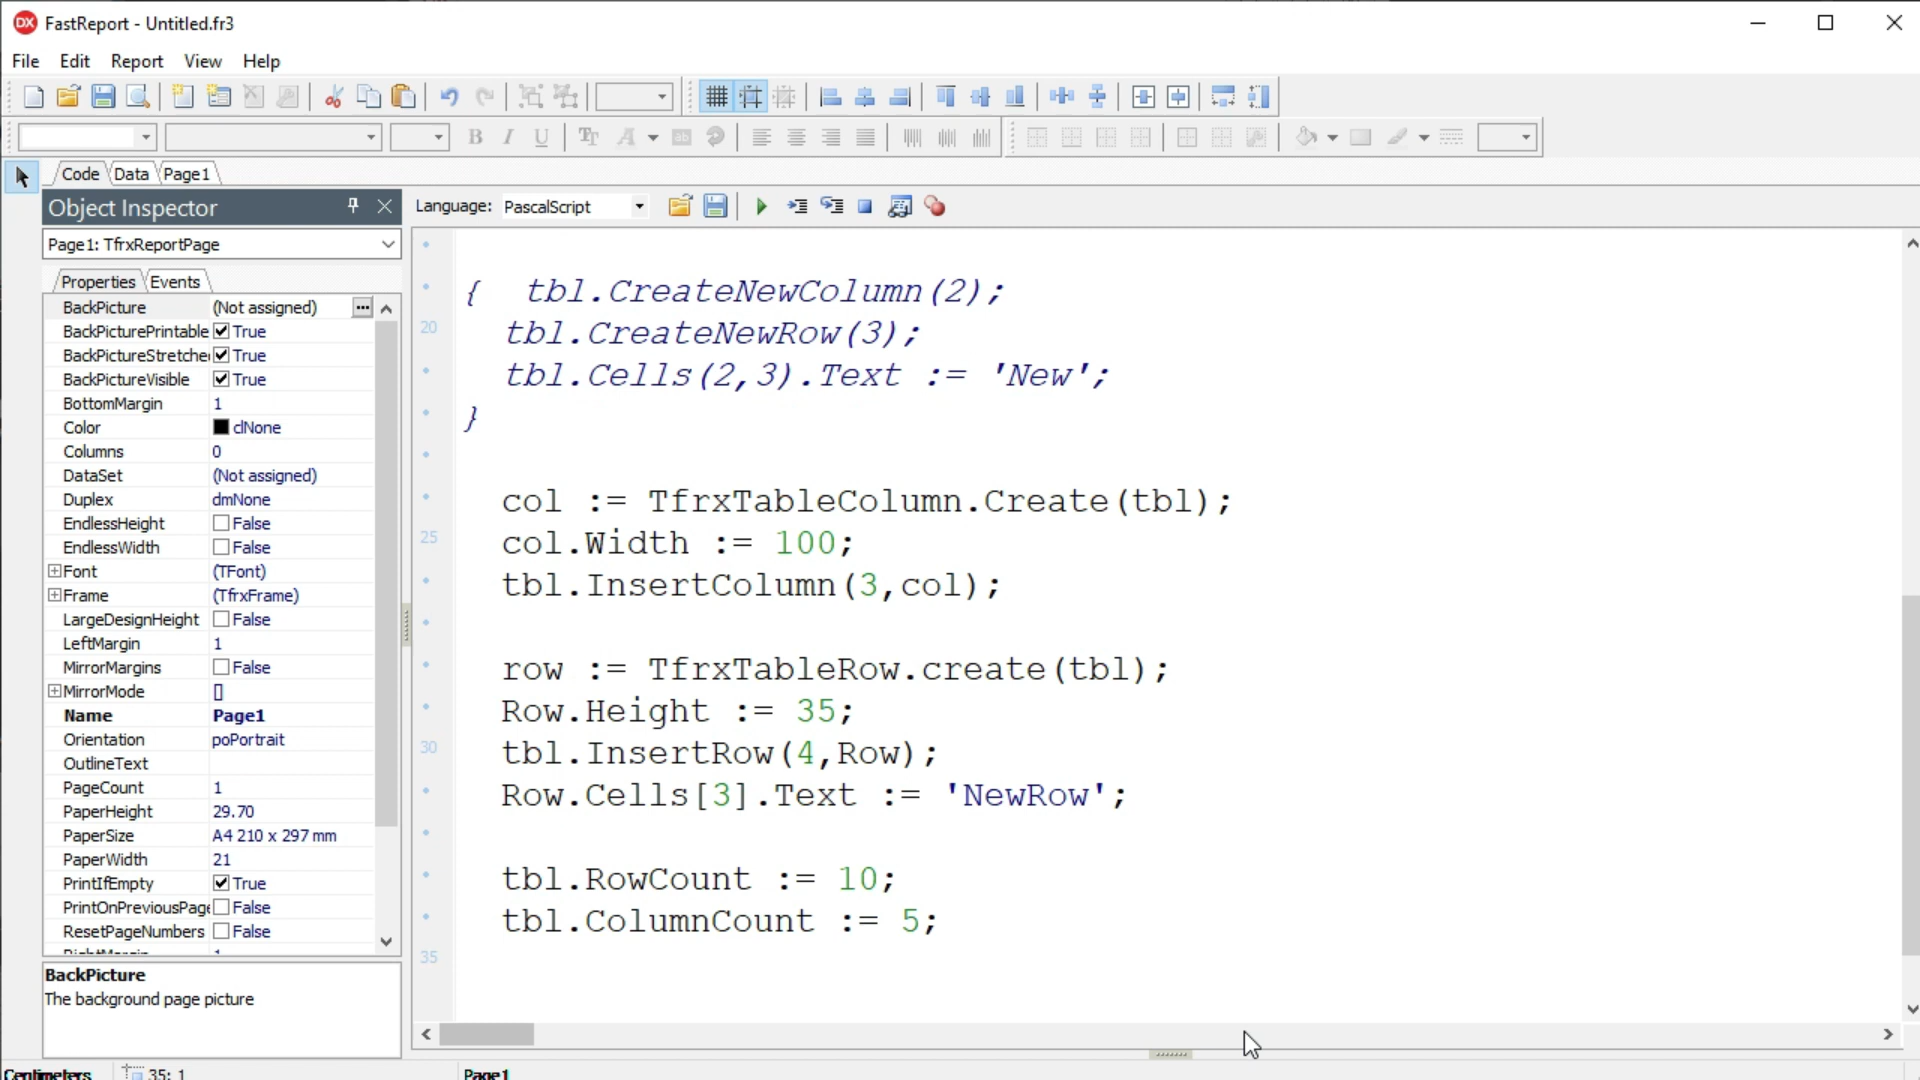 FastReport - Untitled.fr3
File Edit Report View Help
Code Data Page1
Object Inspector
Language: PascalScript
Page1: TfrxReportPage
Properties Events
BackPicture (Not assigned)
BackPicturePrintable True
BackPictureStretche True
BackPictureVisible True
BottomMargin 1
Color clNone
Columns 0
DataSet (Not assigned)
Duplex dmNone
EndlessHeight False
EndlessWidth False
Font (TFont)
Frame (TfrxFrame)
LargeDesignHeight False
LeftMargin 1
MirrorMargins False
MirrorMode []
Name Page1
Orientation poPortrait
OutlineText
PageCount 1
PaperHeight 29.70
PaperSize A4 210 x 297 mm
PaperWidth 21
PrintIfEmpty True
PrintOnPreviousPage False
ResetPageNumbers False
BackPicture
The background page picture
{ tbl.CreateNewColumn(2);
20 tbl.CreateNewRow(3);
tbl.Cells(2,3).Text := 'New';
}
col := TfrxTableColumn.Create(tbl);
25 col.Width := 100;
tbl.InsertColumn(3,col);
row := TfrxTableRow.create(tbl);
Row.Height := 35;
30 tbl.InsertRow(4,Row);
Row.Cells[3].Text := 'NewRow';
tbl.RowCount := 10;
tbl.ColumnCount := 5;
35
Centimeters 35: 1 Page1